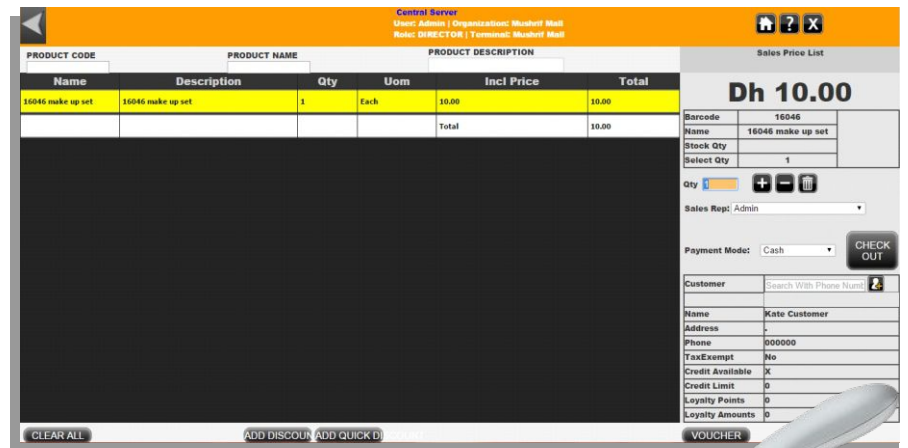 Central Server
User: Admin | Organization: Mushrif Mall
Role: DIRECTOR | Terminal: Mushrif Mall
? X
PRODUCT CODE PRODUCT NAME PRODUCT DESCRIPTION Sales Price List
Name Description Qty Uom Incl Price Total
16046 make up set 16046 make up set 1 Each 10.00 10.00
Total 10.00
Dh 10.00
Barcode 16046
Name 16046 make up set
Stock Qty
Select Qty 1
Qty 1
Sales Rep: Admin
Payment Mode: Cash CHECK OUT
Customer Search With Phone Numb
Name Kate Customer
Address .
Phone 000000
TaxExempt No
Credit Available X
Credit Limit 0
Loyalty Points 0
Loyalty Amounts 0
CLEAR ALL ADD DISCOUN ADD QUICK DISCOUNT VOUCHER